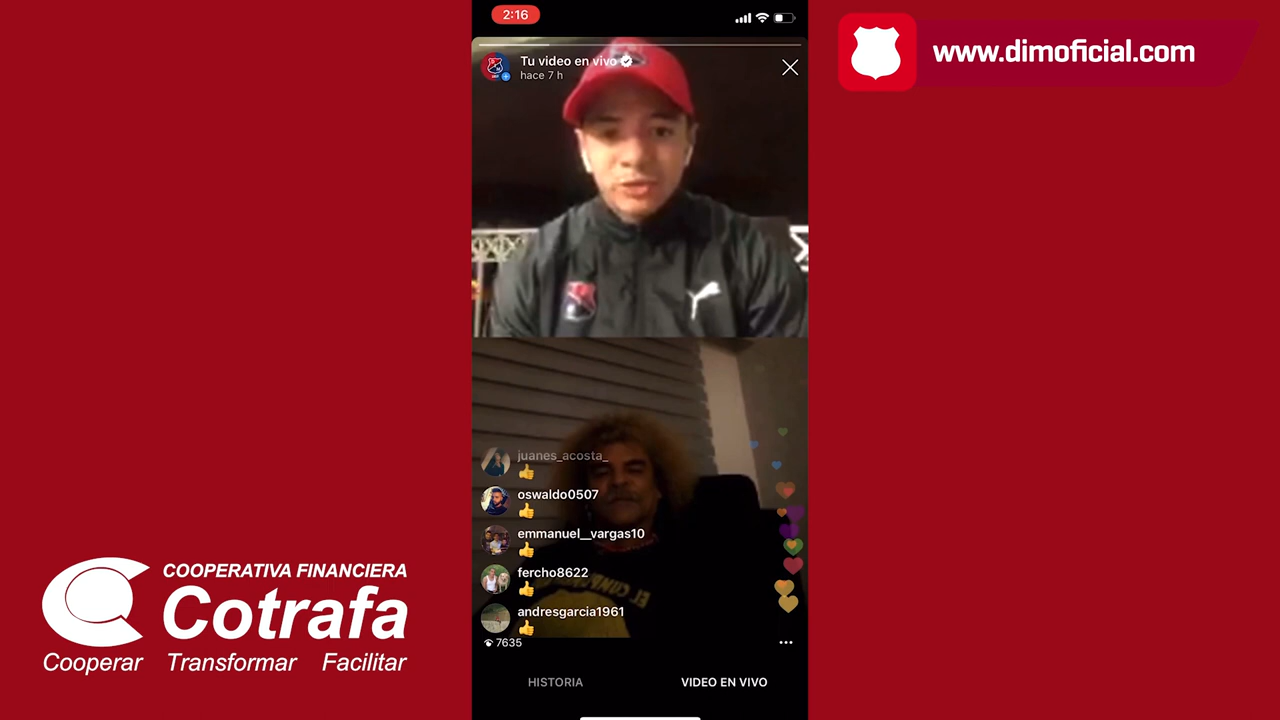 2:16
www.dimoficial.com
Tu video en vivo
hace 7 h
juanes_acosta_
oswaldo0507
emmanuel__vargas10
fercho8622
andresgarcia1961
7635
HISTORIA
VIDEO EN VIVO
COOPERATIVA FINANCIERA
Cotrafa
Cooperar Transformar Facilitar